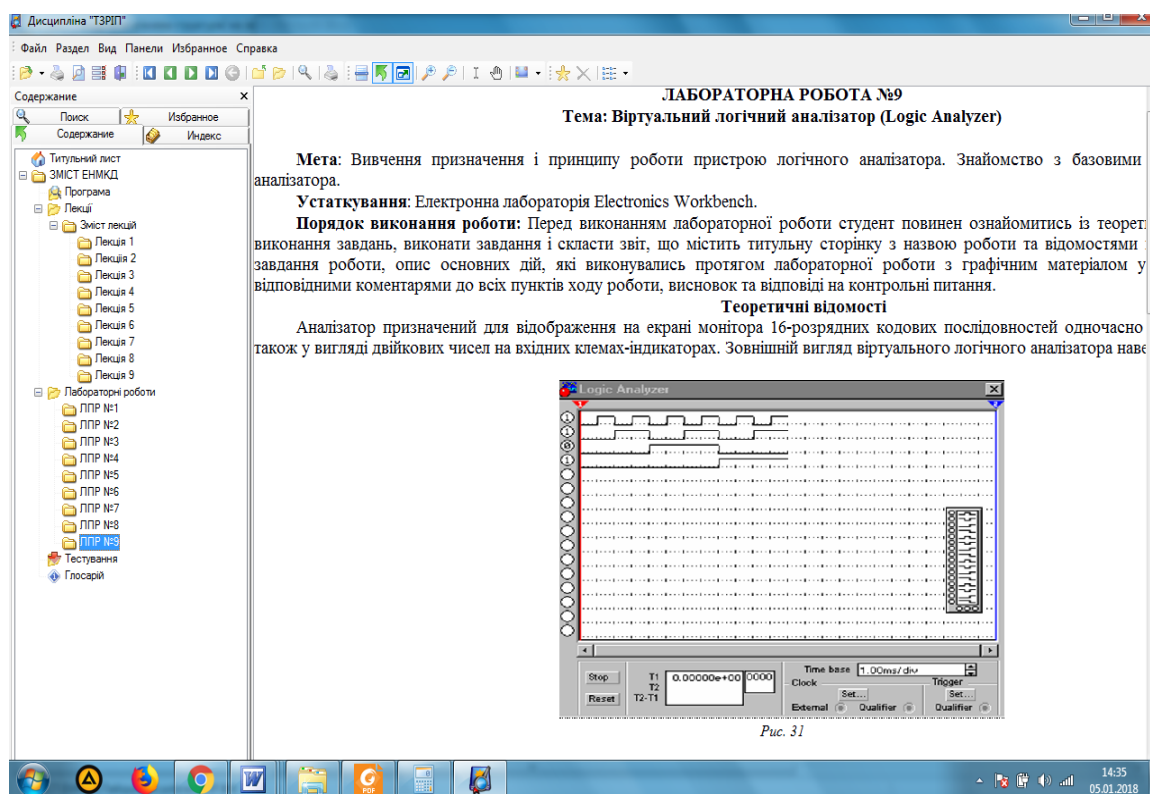 Дисципліна "ТЗРІП"
Файл Раздел Вид Панели Избранное Справка
Содержание
Поиск Избранное
Содержание Индекс
Титульний лист
ЗМІСТ ЕНМКД
Програма
Лекції
Зміст лекцій
Лекція 1
Лекція 2
Лекція 3
Лекція 4
Лекція 5
Лекція 6
Лекція 7
Лекція 8
Лекція 9
Лабораторні роботи
ЛПР №1
ЛПР №2
ЛПР №3
ЛПР №4
ЛПР №5
ЛПР №6
ЛПР №7
ЛПР №8
ЛПР №9
Тестування
Глосарій
ЛАБОРАТОРНА РОБОТА №9
Тема: Віртуальний логічний аналізатор (Logic Analyzer)
Мета: Вивчення призначення і принципу роботи пристрою логічного аналізатора. Знайомство з базовими
аналізатора.
Устаткування: Електронна лабораторія Electronics Workbench.
Порядок виконання роботи: Перед виконанням лабораторної роботи студент повинен ознайомитись із теорет
виконання завдань, виконати завдання і скласти звіт, що містить титульну сторінку з назвою роботи та відомостями
завдання роботи, опис основних дій, які виконувались протягом лабораторної роботи з графічним матеріалом у
відповідними коментарями до всіх пунктів ходу роботи, висновок та відповіді на контрольні питання.
Теоретичні відомості
Аналізатор призначений для відображення на екрані монітора 16-розрядних кодових послідовностей одночасно
також у вигляді двійкових чисел на вхідних клемах-індикаторах. Зовнішній вигляд віртуального логічного аналізатора наве
Logic Analyzer
1 2
1
1
0
1
Stop
Reset
T1 0.00000e+00 0000
T2
T2-T1
Time base 1.00ms/div
Clock Trigger
Set... Set...
External Qualifier Qualifier
Рис. 31
14:35
05.01.2018